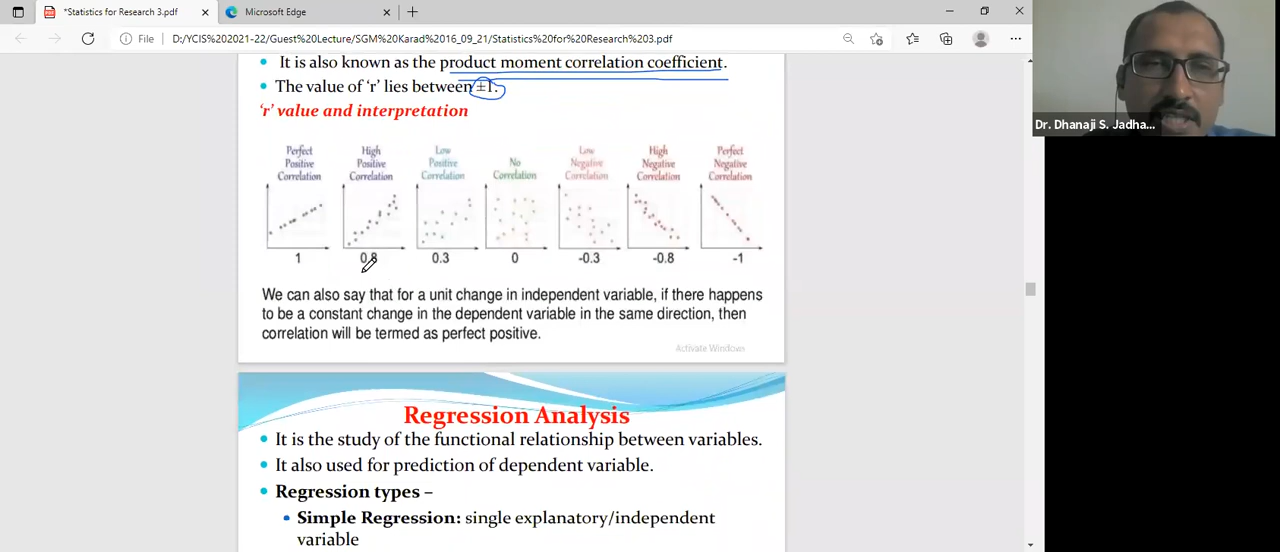 *Statistics for Research 3.pdf
Microsoft Edge
File
D:/YCIS%202021-22/Guest%20Lecture/SGM%20Karad%2016_09_21/Statistics%20for%20Research%203.pdf
Dr. Dhanaji S. Jadha...
• It is also known as the product moment correlation coefficient.
• The value of 'r' lies between ±1.
'r' value and interpretation
Perfect Positive Correlation
High Positive Correlation
Low Positive Correlation
No Correlation
Low Negative Correlation
High Negative Correlation
Perfect Negative Correlation
1 0.8 0.3 0 -0.3 -0.8 -1
We can also say that for a unit change in independent variable, if there happens
to be a constant change in the dependent variable in the same direction, then
correlation will be termed as perfect positive.
Activate Windows
Regression Analysis
• It is the study of the functional relationship between variables.
• It also used for prediction of dependent variable.
• Regression types –
• Simple Regression: single explanatory/independent
variable